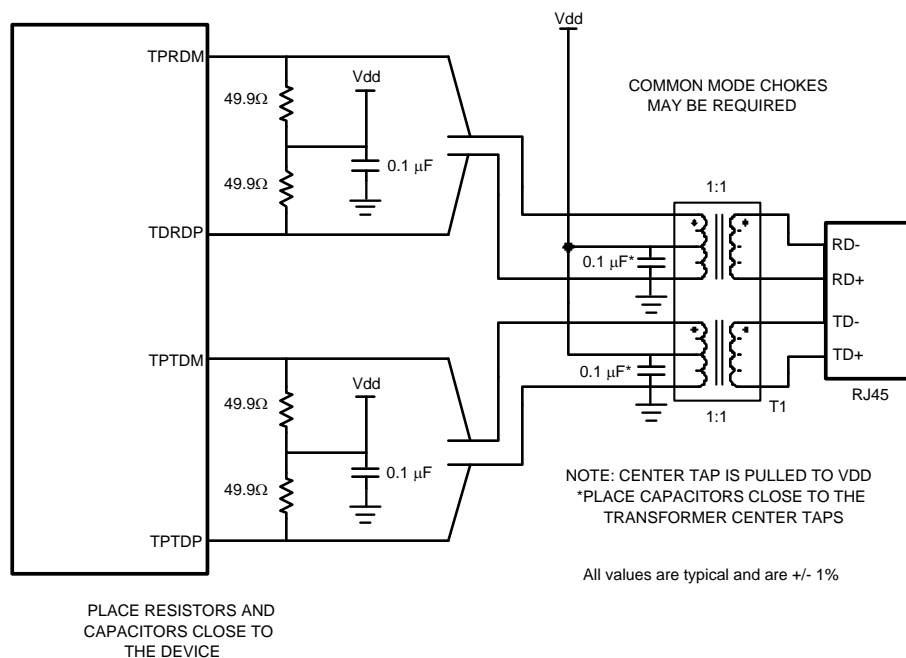 Vdd
TPRDM
Vdd
COMMON MODE CHOKES
MAY BE REQUIRED
49.9Ω
0.1 µF
49.9Ω
1:1
TDRDP
RD-
0.1 µF*
RD+
TD-
TPTDM
TD+
Vdd
0.1 µF*
49.9Ω
RJ45
T1
1:1
0.1 µF
49.9Ω
NOTE: CENTER TAP IS PULLED TO VDD
*PLACE CAPACITORS CLOSE TO THE
TRANSFORMER CENTER TAPS
TPTDP
All values are typical and are +/- 1%
PLACE RESISTORS AND
CAPACITORS CLOSE TO
THE DEVICE